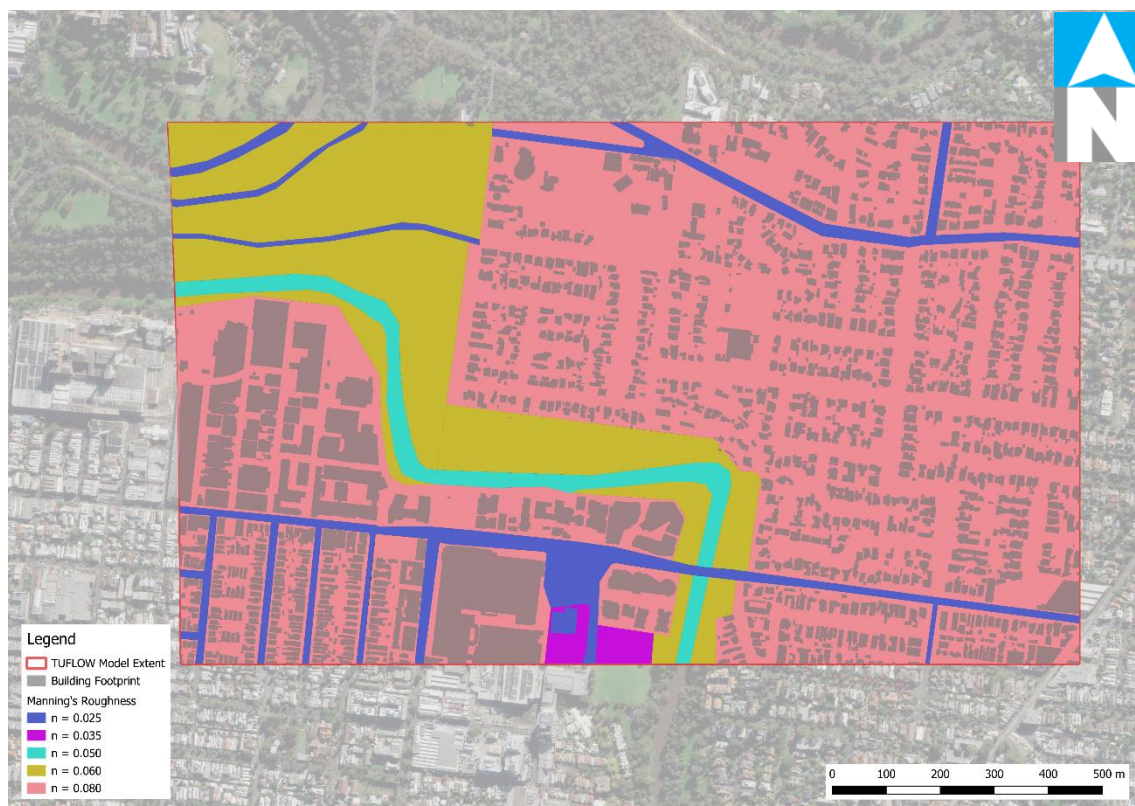 N
Legend
TUFLOW Model Extent
Building Footprint
Manning's Roughness
n = 0.025
n = 0.035
n = 0.050
n = 0.060
n = 0.080
0 100 200 300 400 500 m